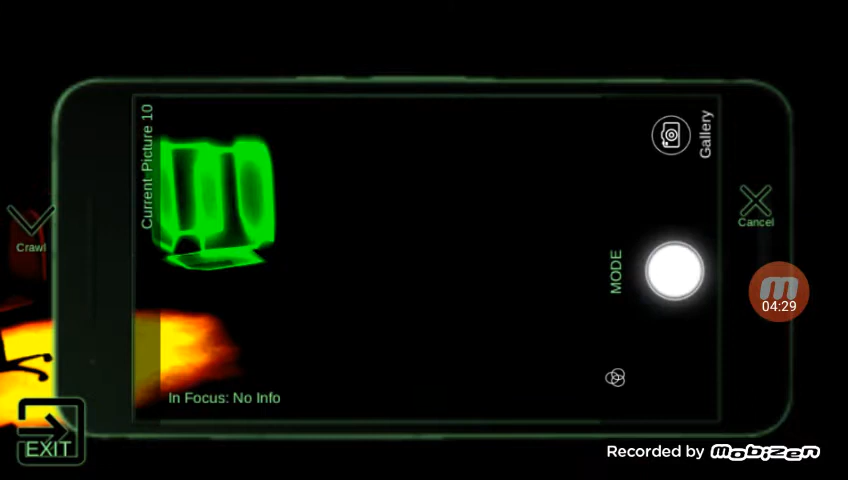 Current Picture 10
Gallery
Crawl
Cancel
MODE
04:29
In Focus: No Info
EXIT
Recorded by Mobizen